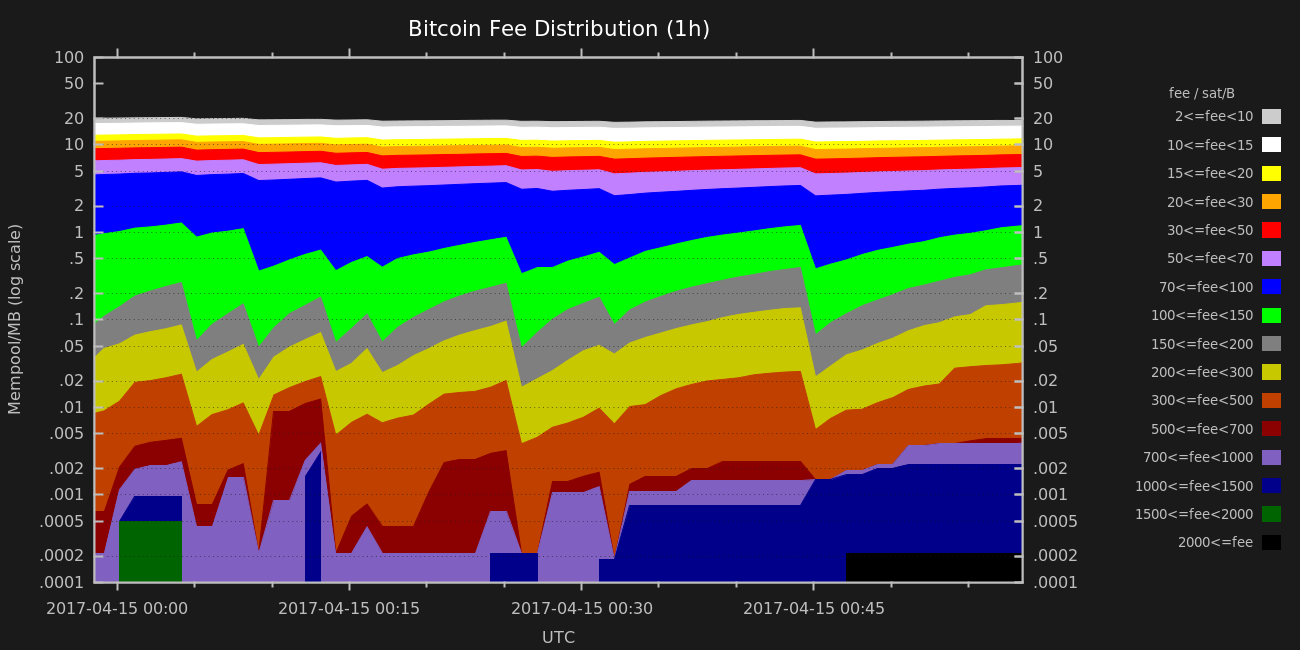 Bitcoin Fee Distribution (1h)
100
50
20
10
5
2
1
.5
.2
.1
.05
.02
.01
.005
.002
.001
.0005
.0002
.0001
Mempool/MB (log scale)
100
50
20
10
5
2
1
.5
.2
.1
.05
.02
.01
.005
.002
.001
.0005
.0002
.0001
fee / sat/B
2<=fee<10
10<=fee<15
15<=fee<20
20<=fee<30
30<=fee<50
50<=fee<70
70<=fee<100
100<=fee<150
150<=fee<200
200<=fee<300
300<=fee<500
500<=fee<700
700<=fee<1000
1000<=fee<1500
1500<=fee<2000
2000<=fee
2017-04-15 00:00 2017-04-15 00:15 2017-04-15 00:30 2017-04-15 00:45
UTC